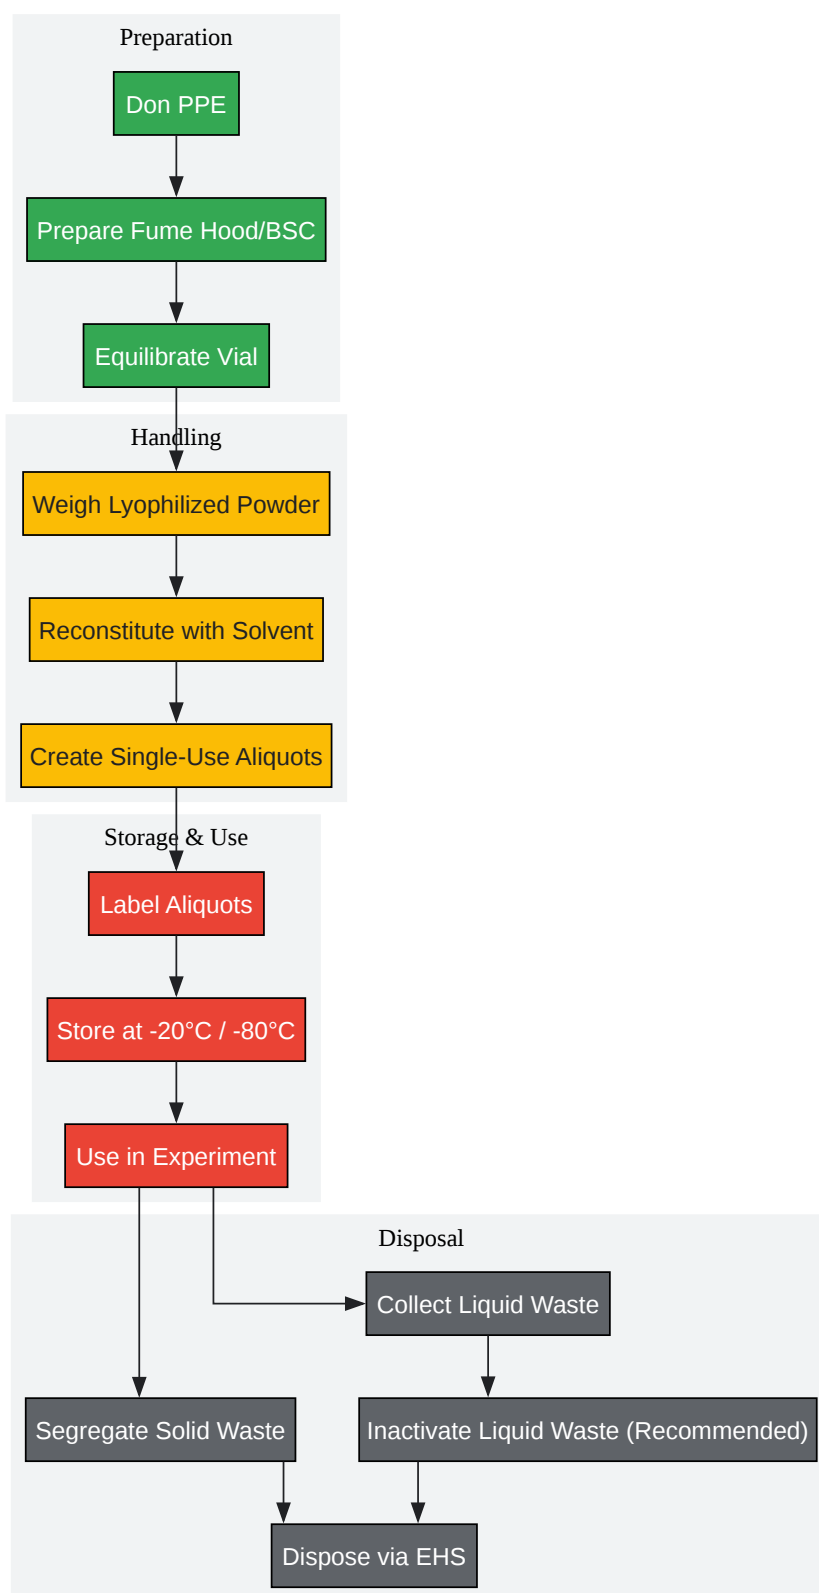 Preparation
Don PPE
Prepare Fume Hood/BSC
Equilibrate Vial
Handling
Weigh Lyophilized Powder
Reconstitute with Solvent
Create Single-Use Aliquots
Storage & Use
Label Aliquots
Store at -20°C / -80°C
Use in Experiment
Disposal
Collect Liquid Waste
Segregate Solid Waste
Inactivate Liquid Waste (Recommended)
Dispose via EHS